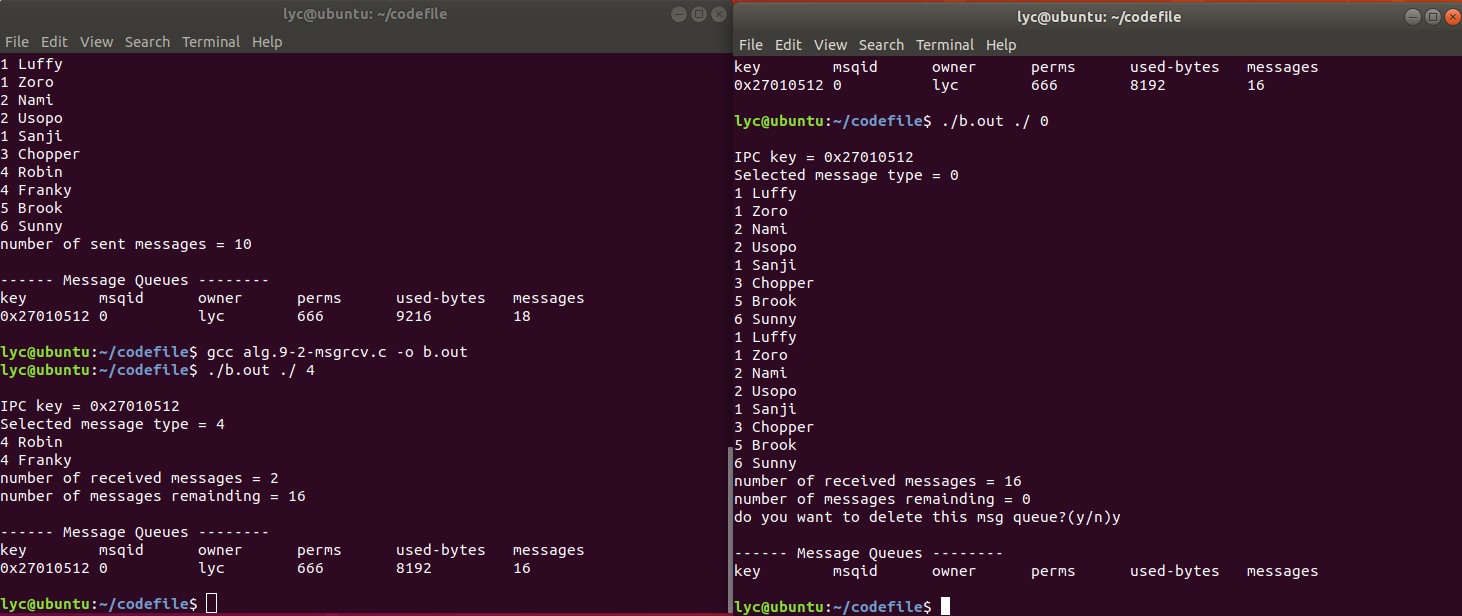 lyc@ubuntu: ~/codefile
File Edit View Search Terminal Help
1 Luffy
1 Zoro
2 Nami
2 Usopo
1 Sanji
3 Chopper
4 Robin
4 Franky
5 Brook
6 Sunny
number of sent messages = 10
------ Message Queues --------
key msqid owner perms used-bytes messages
0x27010512 0 lyc 666 9216 18
lyc@ubuntu:~/codefile$ gcc alg.9-2-msgrcv.c -o b.out
lyc@ubuntu:~/codefile$ ./b.out ./ 4
IPC key = 0x27010512
Selected message type = 4
4 Robin
4 Franky
number of received messages = 2
number of messages remainding = 16
------ Message Queues --------
key msqid owner perms used-bytes messages
0x27010512 0 lyc 666 8192 16
lyc@ubuntu:~/codefile$
lyc@ubuntu: ~/codefile
File Edit View Search Terminal Help
key msqid owner perms used-bytes messages
0x27010512 0 lyc 666 8192 16
lyc@ubuntu:~/codefile$ ./b.out ./ 0
IPC key = 0x27010512
Selected message type = 0
1 Luffy
1 Zoro
2 Nami
2 Usopo
1 Sanji
3 Chopper
5 Brook
6 Sunny
1 Luffy
1 Zoro
2 Nami
2 Usopo
1 Sanji
3 Chopper
5 Brook
6 Sunny
number of received messages = 16
number of messages remainding = 0
do you want to delete this msg queue?(y/n)y
------ Message Queues --------
key msqid owner perms used-bytes messages
lyc@ubuntu:~/codefile$